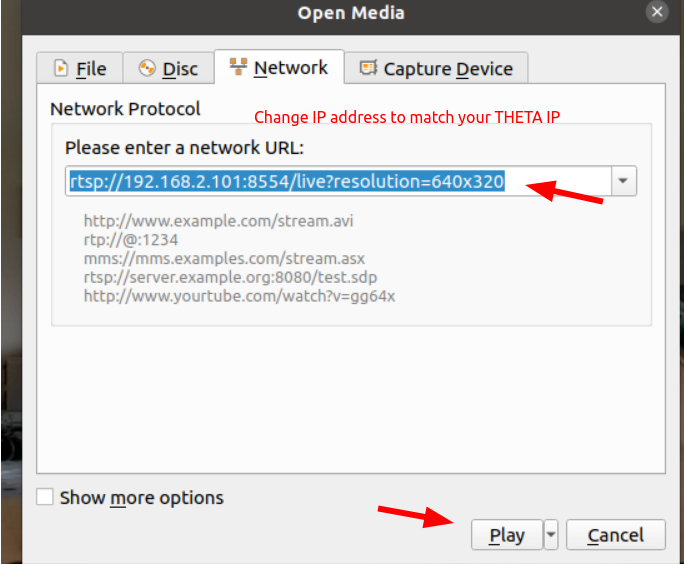 Open Media
File Disc Network Capture Device
Network Protocol
Change IP address to match your THETA IP
Please enter a network URL:
rtsp://192.168.2.101:8554/live?resolution=640x320
http://www.example.com/stream.avi
rtp://@:1234
mms://mms.examples.com/stream.asx
rtsp://server.example.org:8080/test.sdp
http://www.yourtube.com/watch?v=gg64x
Show more options
Play Cancel